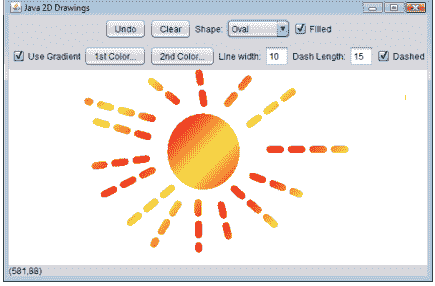 Java 2D Drawings
Undo Clear Shape: Oval Filled
Use Gradient 1st Color... 2nd Color... Line width: 10 Dash Length: 15 Dashed
(581,88)